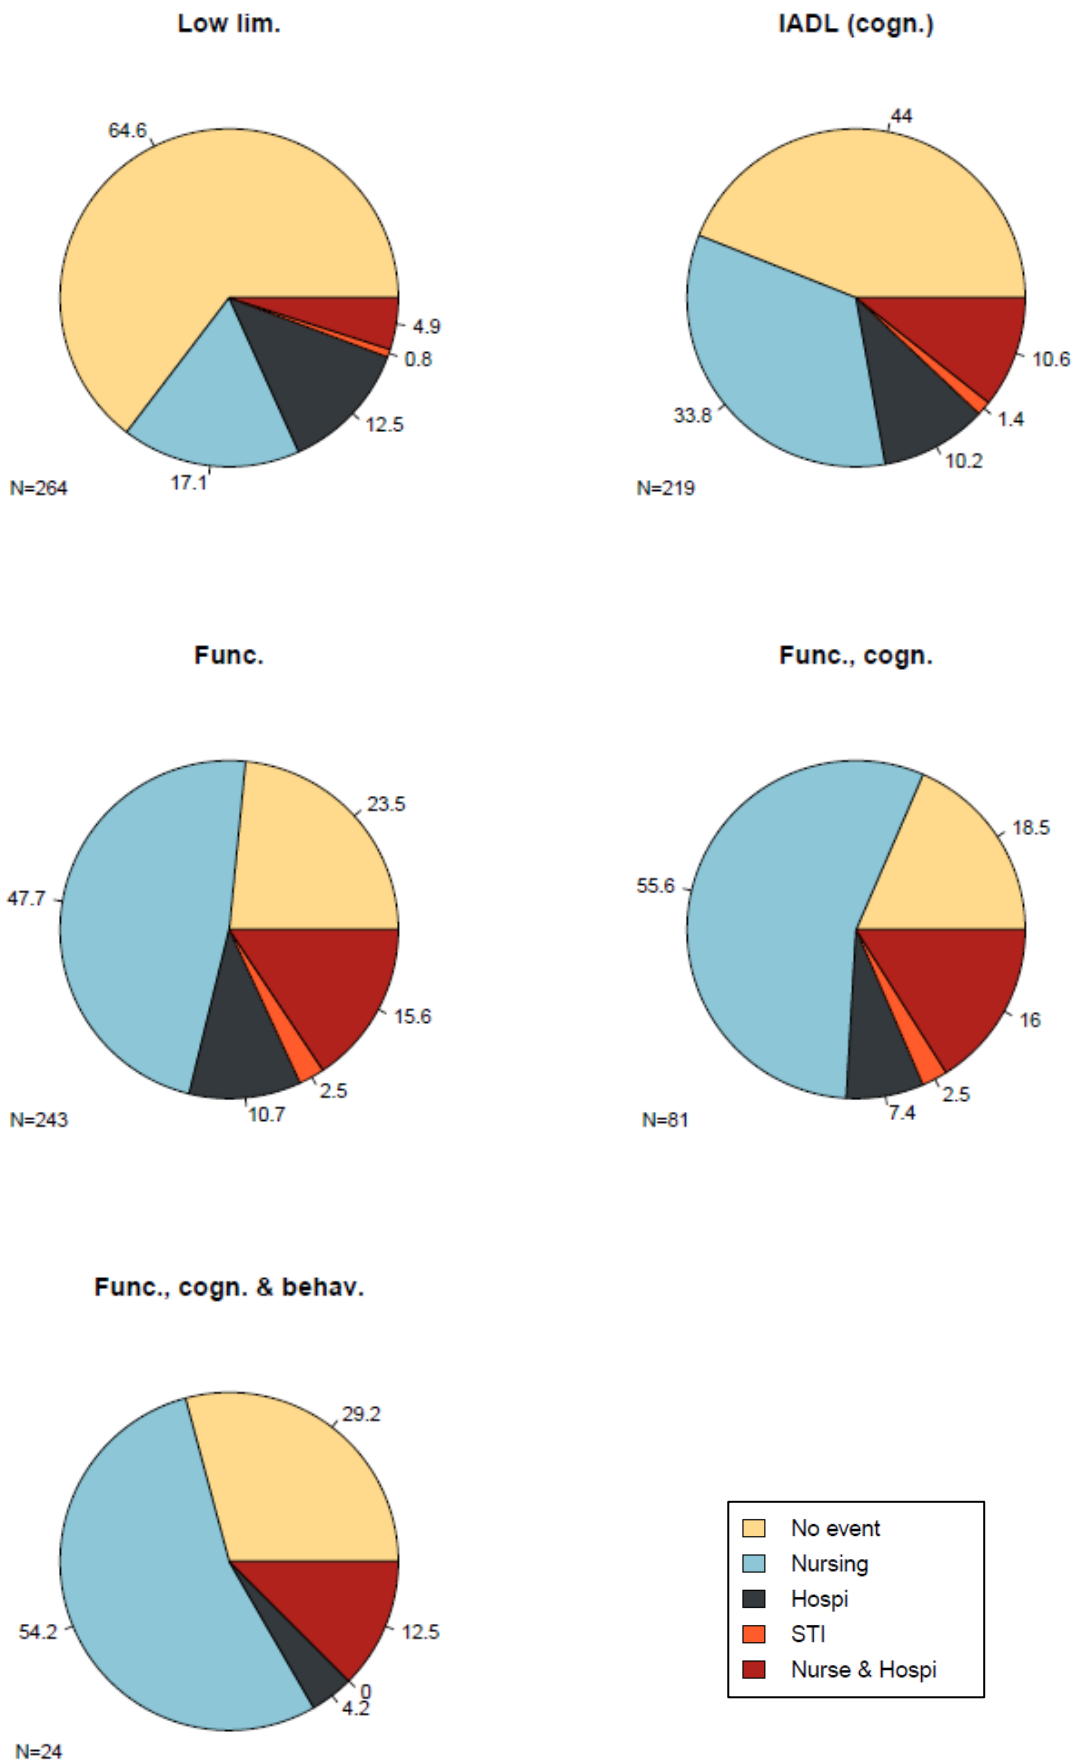 Low lim.
64.6
4.9
0.8
12.5
17.1
N=264
IADL (cogn.)
44
10.6
1.4
10.2
33.8
N=219
Func.
23.5
47.7
15.6
2.5
10.7
N=243
Func., cogn.
18.5
55.6
16
2.5
7.4
N=81
Func., cogn. & behav.
29.2
54.2
12.5
0
4.2
N=24
No event
Nursing
Hospi
STI
Nurse & Hospi